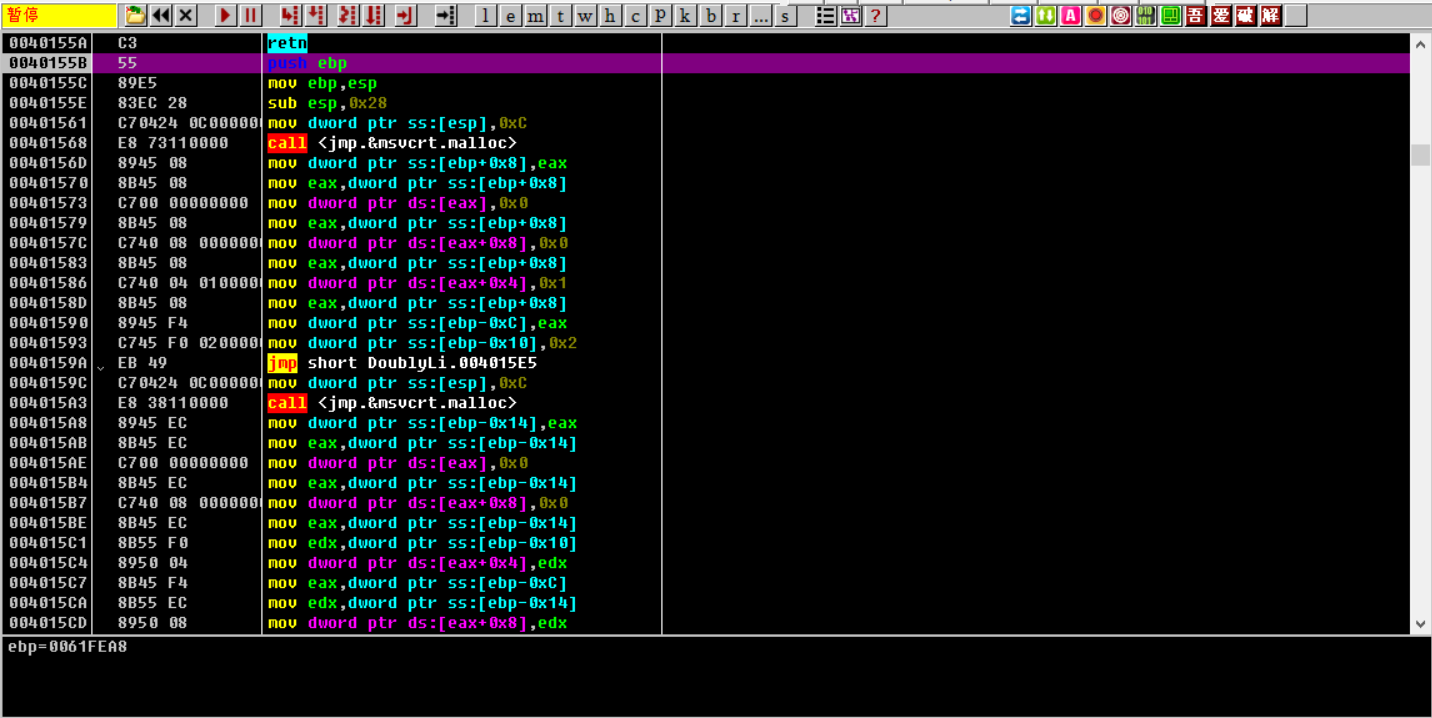 暂停 l e m t w h c P k b r ... s ? A 吾 爱 破 解
0040155A C3 retn
0040155B 55 push ebp
0040155C 89E5 mov ebp,esp
0040155E 83EC 28 sub esp,0x28
00401561 C70424 0C000000 mov dword ptr ss:[esp],0xC
00401568 E8 73110000 call <jmp.&msvcrt.malloc>
0040156D 8945 08 mov dword ptr ss:[ebp+0x8],eax
00401570 8B45 08 mov eax,dword ptr ss:[ebp+0x8]
00401573 C700 00000000 mov dword ptr ds:[eax],0x0
00401579 8B45 08 mov eax,dword ptr ss:[ebp+0x8]
0040157C C740 08 000000 mov dword ptr ds:[eax+0x8],0x0
00401583 8B45 08 mov eax,dword ptr ss:[ebp+0x8]
00401586 C740 04 010000 mov dword ptr ds:[eax+0x4],0x1
0040158D 8B45 08 mov eax,dword ptr ss:[ebp+0x8]
00401590 8945 F4 mov dword ptr ss:[ebp-0xC],eax
00401593 C745 F0 020000 mov dword ptr ss:[ebp-0x10],0x2
0040159A EB 49 jmp short DoublyLi.004015E5
0040159C C70424 0C000000 mov dword ptr ss:[esp],0xC
004015A3 E8 38110000 call <jmp.&msvcrt.malloc>
004015A8 8945 EC mov dword ptr ss:[ebp-0x14],eax
004015AB 8B45 EC mov eax,dword ptr ss:[ebp-0x14]
004015AE C700 00000000 mov dword ptr ds:[eax],0x0
004015B4 8B45 EC mov eax,dword ptr ss:[ebp-0x14]
004015B7 C740 08 000000 mov dword ptr ds:[eax+0x8],0x0
004015BE 8B45 EC mov eax,dword ptr ss:[ebp-0x14]
004015C1 8B55 F0 mov edx,dword ptr ss:[ebp-0x10]
004015C4 8950 04 mov dword ptr ds:[eax+0x4],edx
004015C7 8B45 F4 mov eax,dword ptr ss:[ebp-0xC]
004015CA 8B55 EC mov edx,dword ptr ss:[ebp-0x14]
004015CD 8950 08 mov dword ptr ds:[eax+0x8],edx
ebp=0061FEA8